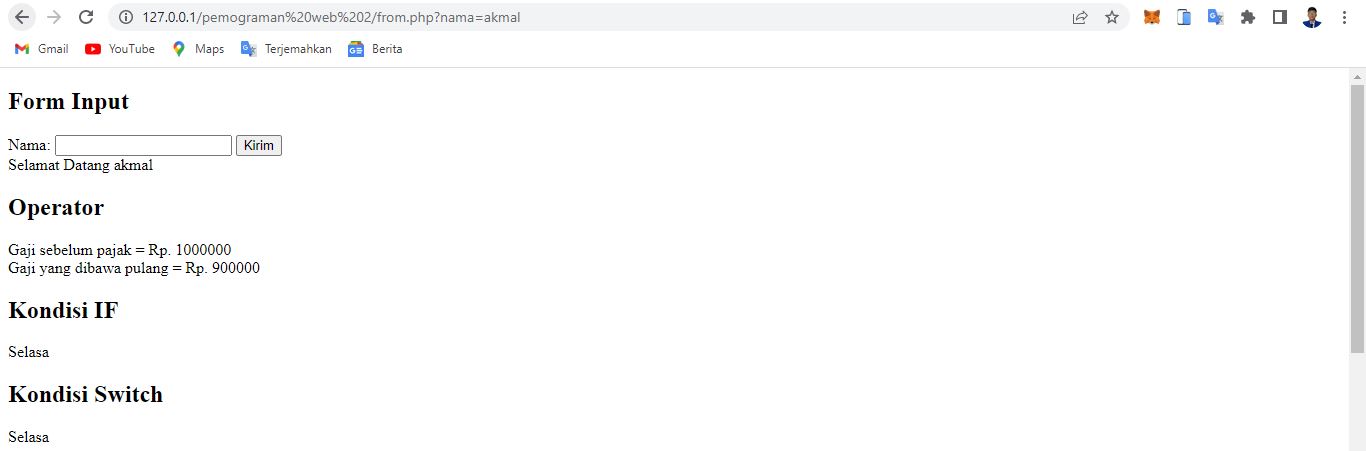 127.0.0.1/pemograman%20web%202/from.php?nama=akmal
Gmail YouTube Maps Terjemahkan Berita
Form Input
Nama: Kirim
Selamat Datang akmal
Operator
Gaji sebelum pajak = Rp. 1000000
Gaji yang dibawa pulang = Rp. 900000
Kondisi IF
Selasa
Kondisi Switch
Selasa